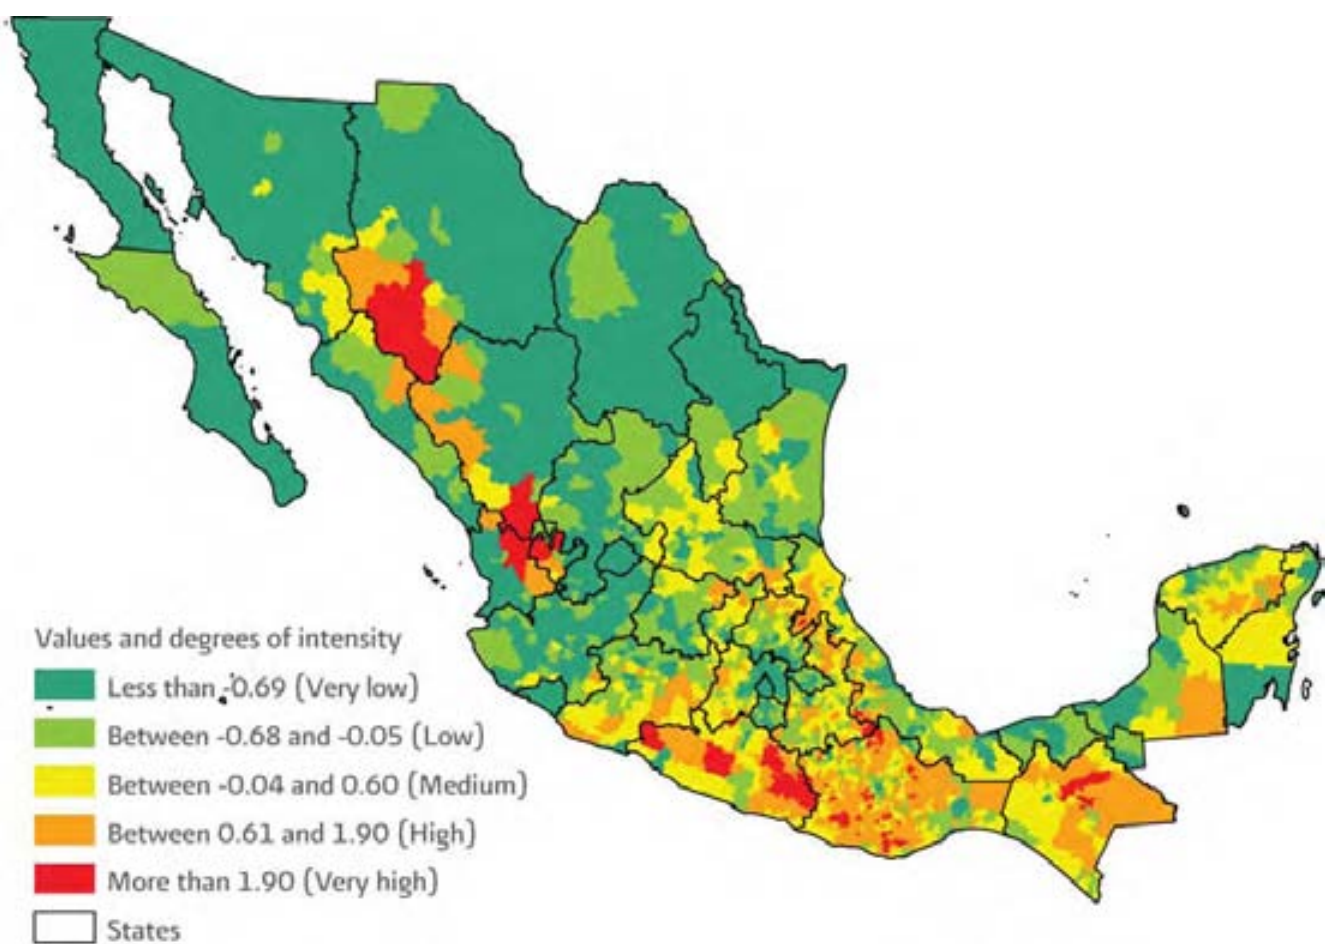 Values and degrees of intensity
Less than -0.69 (Very low)
Between -0.68 and -0.05 (Low)
Between -0.04 and 0.60 (Medium)
Between 0.61 and 1.90 (High)
More than 1.90 (Very high)
States